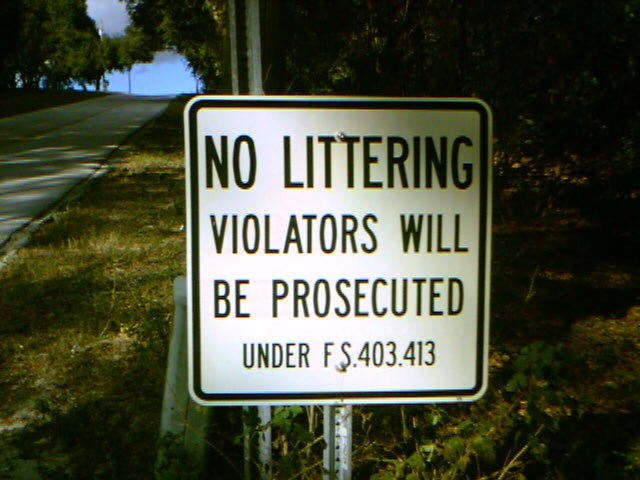 NO LITTERING
VIOLATORS WILL
BE PROSECUTED
UNDER F.S.403.413